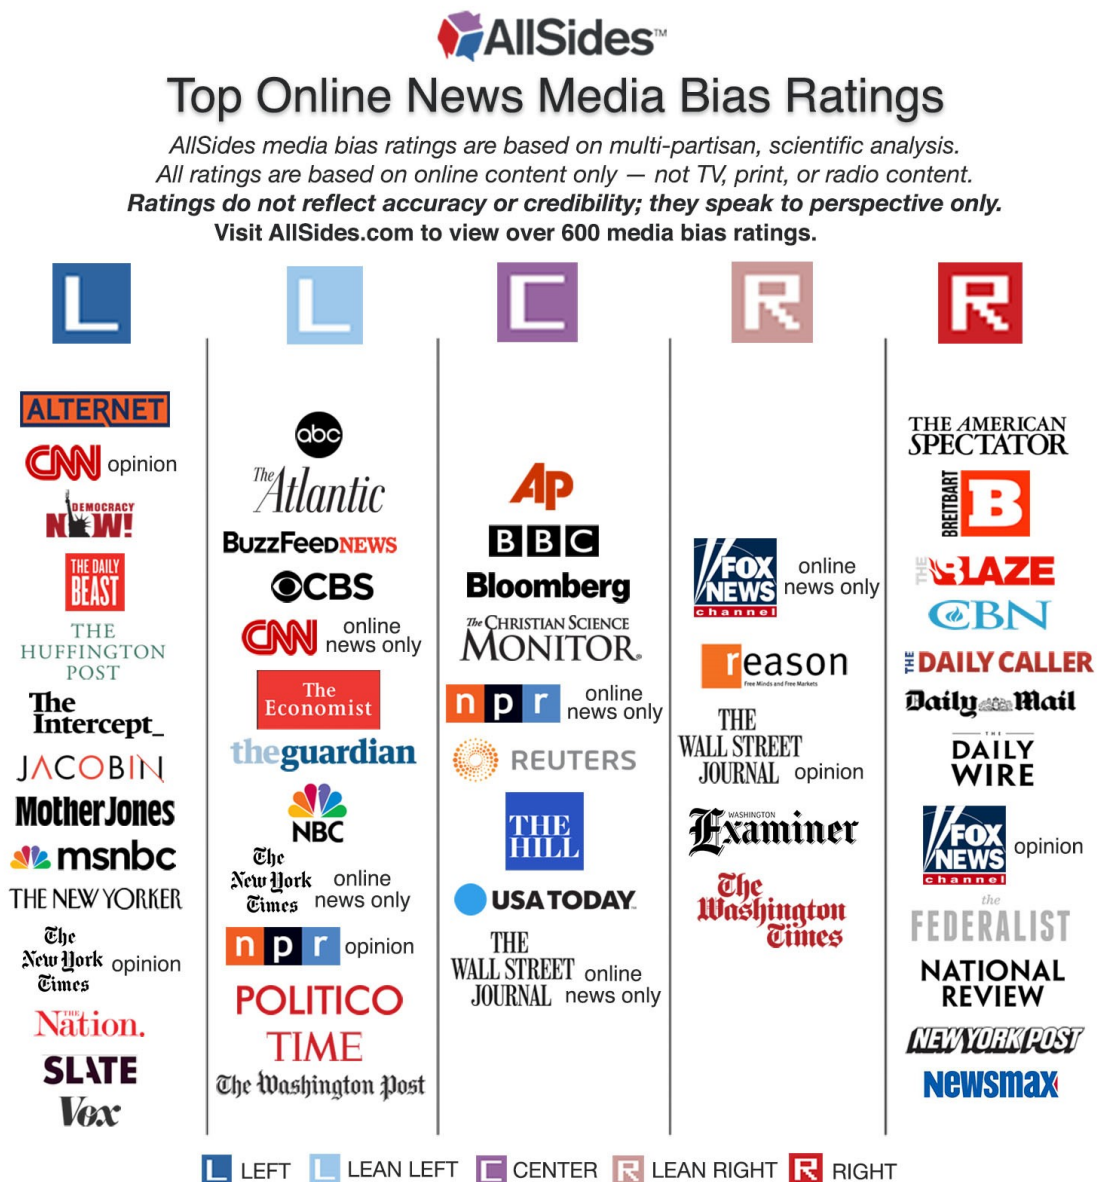 AllSides™
Top Online News Media Bias Ratings
AllSides media bias ratings are based on multi-partisan, scientific analysis.
All ratings are based on online content only — not TV, print, or radio content.
Ratings do not reflect accuracy or credibility; they speak to perspective only.
Visit AllSides.com to view over 600 media bias ratings.
L
L
C
R
R
ALTERNET
CNN opinion
DEMOCRACY
NOW!
THE DAILY
BEAST
THE
HUFFINGTON
POST
The
Intercept_
JACOBIN
Mother Jones
msnbc
THE NEW YORKER
The
New York
Times
opinion
THE Nation.
SLATE
Vox
abc
The Atlantic
BuzzFeed NEWS
CBS
CNN
online
news only
The
Economist
theguardian
NBC
The
New York
Times
online
news only
npr opinion
POLITICO
TIME
The Washington Post
AP
BBC
Bloomberg
The CHRISTIAN SCIENCE
MONITOR®
npr
online
news only
REUTERS
THE
HILL
USA TODAY
THE
WALL STREET
JOURNAL
online
news only
FOX
NEWS
channel
online
news only
reason
Free Minds and Free Markets
THE
WALL STREET
JOURNAL opinion
WASHINGTON
Examiner
The
Washington
Times
THE AMERICAN
SPECTATOR
BREITBART
B
THE BLAZE
CBN
THE DAILY CALLER
Daily Mail
THE
DAILY
WIRE
FOX
NEWS
channel
opinion
the
FEDERALIST
NATIONAL
REVIEW
NEW YORK POST
Newsmax
L LEFT
L LEAN LEFT
C CENTER
R LEAN RIGHT
R RIGHT